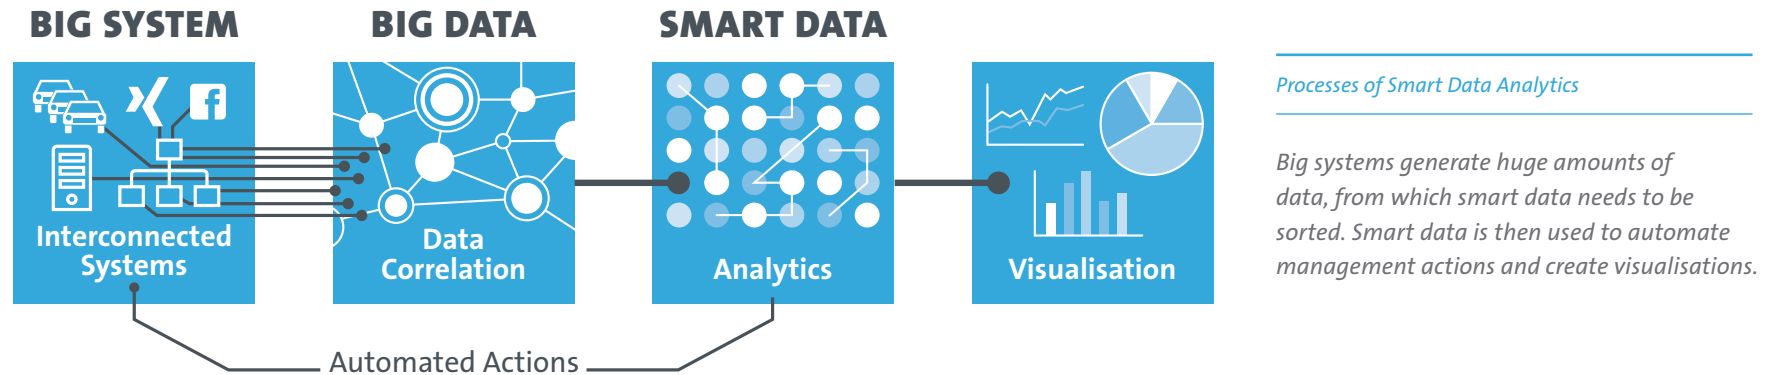 BIG SYSTEM
BIG DATA
SMART DATA
Interconnected
Systems
Data
Correlation
Analytics
Visualisation
Automated Actions
Processes of Smart Data Analytics
Big systems generate huge amounts of
data, from which smart data needs to be
sorted. Smart data is then used to automate
management actions and create visualisations.